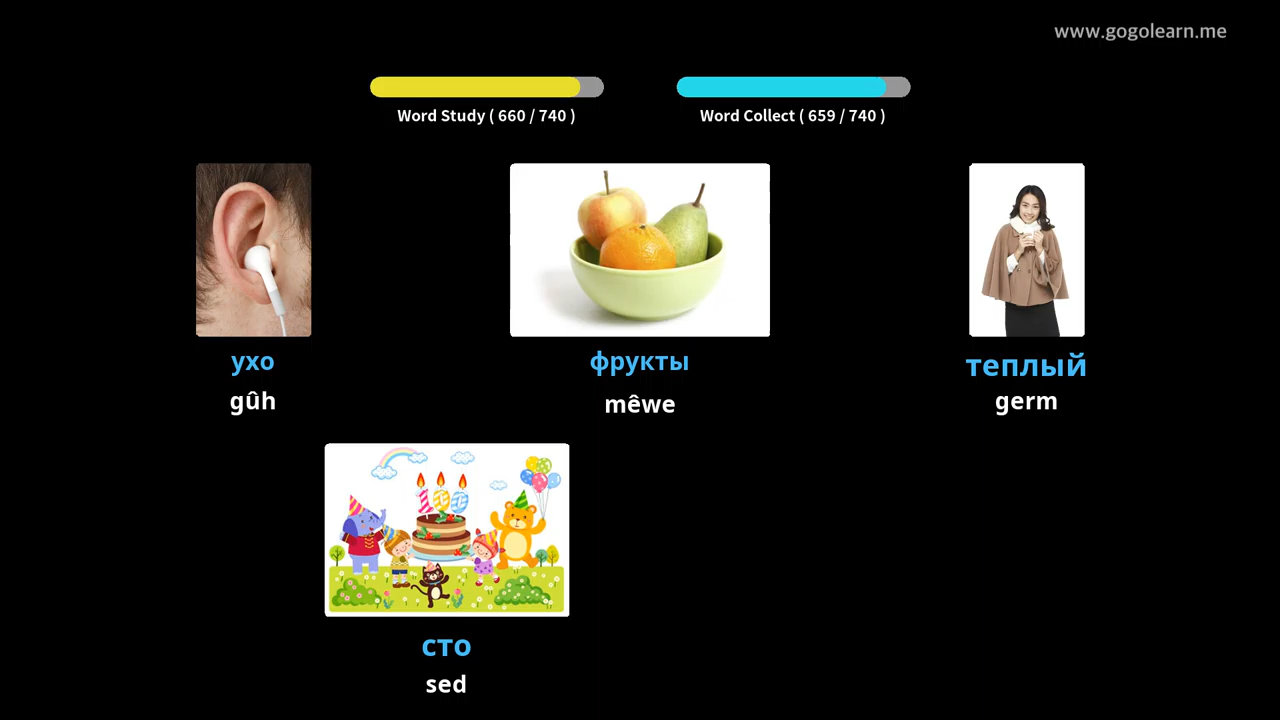 www.gogolearn.me
Word Study ( 660 / 740 )
Word Collect ( 659 / 740 )
ухо
фрукты
теплый
gûh
mêwe
germ
100
сто
sed